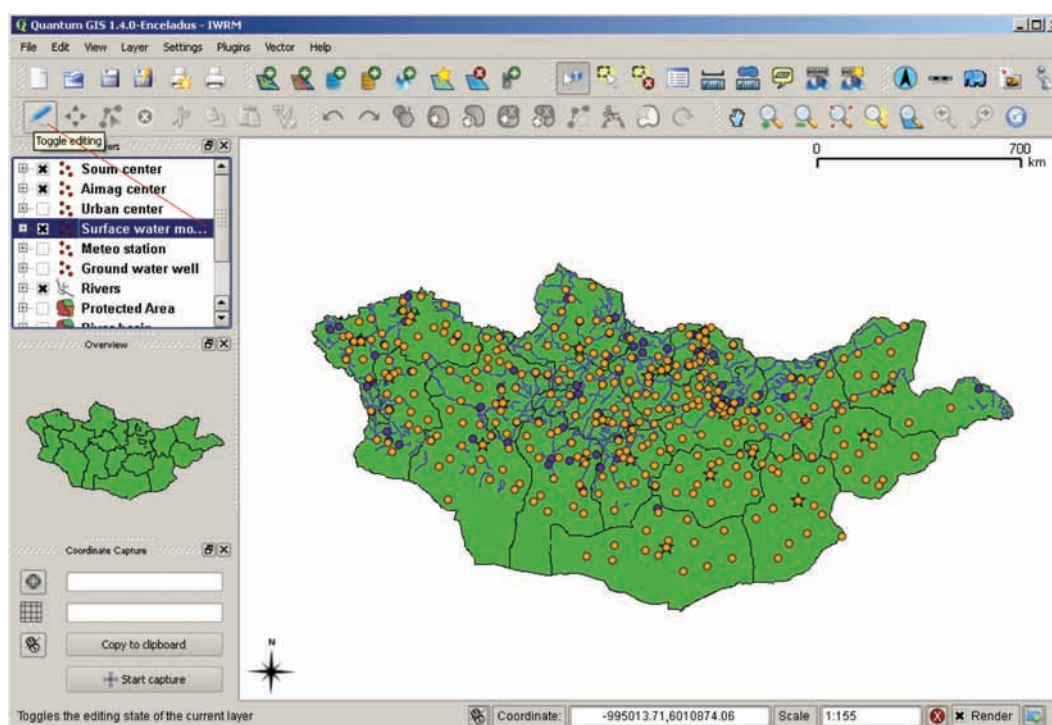 Quantum GIS 1.4.0-Enceladus - IWRM
File Edit View Layer Settings Plugins Vector Help
Toggle editing
Soum center
Aimag center
Urban center
Surface water mo...
Meteo station
Ground water well
Rivers
Protected Area
Overview
Coordinate Capture
Copy to clipboard
Start capture
0 700
km
N
Toggles the editing state of the current layer
Coordinate: -995013.71,6010874.06 Scale 1:155 Render